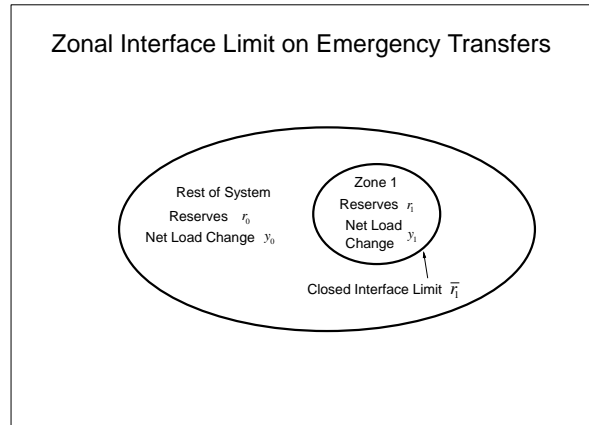 Zonal Interface Limit on Emergency Transfers
Rest of System
Reserves r₀
Net Load Change y₀
Zone 1
Reserves r₁
Net Load
Change y₁
Closed Interface Limit r̅₁